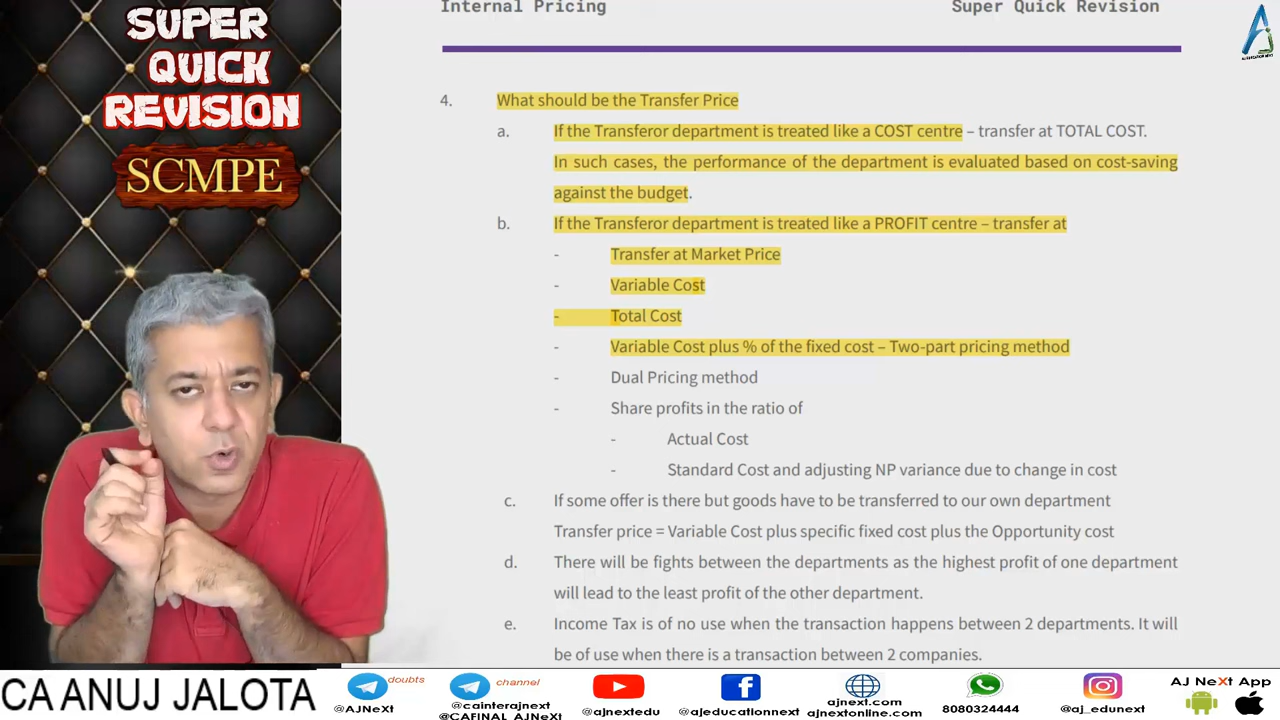 SUPER
QUICK
REVISION
SCMPE
Internal Pricing Super Quick Revision
4. What should be the Transfer Price
a. If the Transferor department is treated like a COST centre – transfer at TOTAL COST.
In such cases, the performance of the department is evaluated based on cost-saving
against the budget.
b. If the Transferor department is treated like a PROFIT centre – transfer at
- Transfer at Market Price
- Variable Cost
- Total Cost
- Variable Cost plus % of the fixed cost – Two-part pricing method
- Dual Pricing method
- Share profits in the ratio of
- Actual Cost
- Standard Cost and adjusting NP variance due to change in cost
c. If some offer is there but goods have to be transferred to our own department
Transfer price = Variable Cost plus specific fixed cost plus the Opportunity cost
d. There will be fights between the departments as the highest profit of one department
will lead to the least profit of the other department.
e. Income Tax is of no use when the transaction happens between 2 departments. It will
be of use when there is a transaction between 2 companies.
CA ANUJ JALOTA
doubts
@AJNeXt
channel
@cainterajnext
@CAFINAL_AJNeXt
@ajnextedu
@ajeducationnext
ajnext.com
ajnextonline.com
8080324444
@aj_edunext
AJ NeXt App